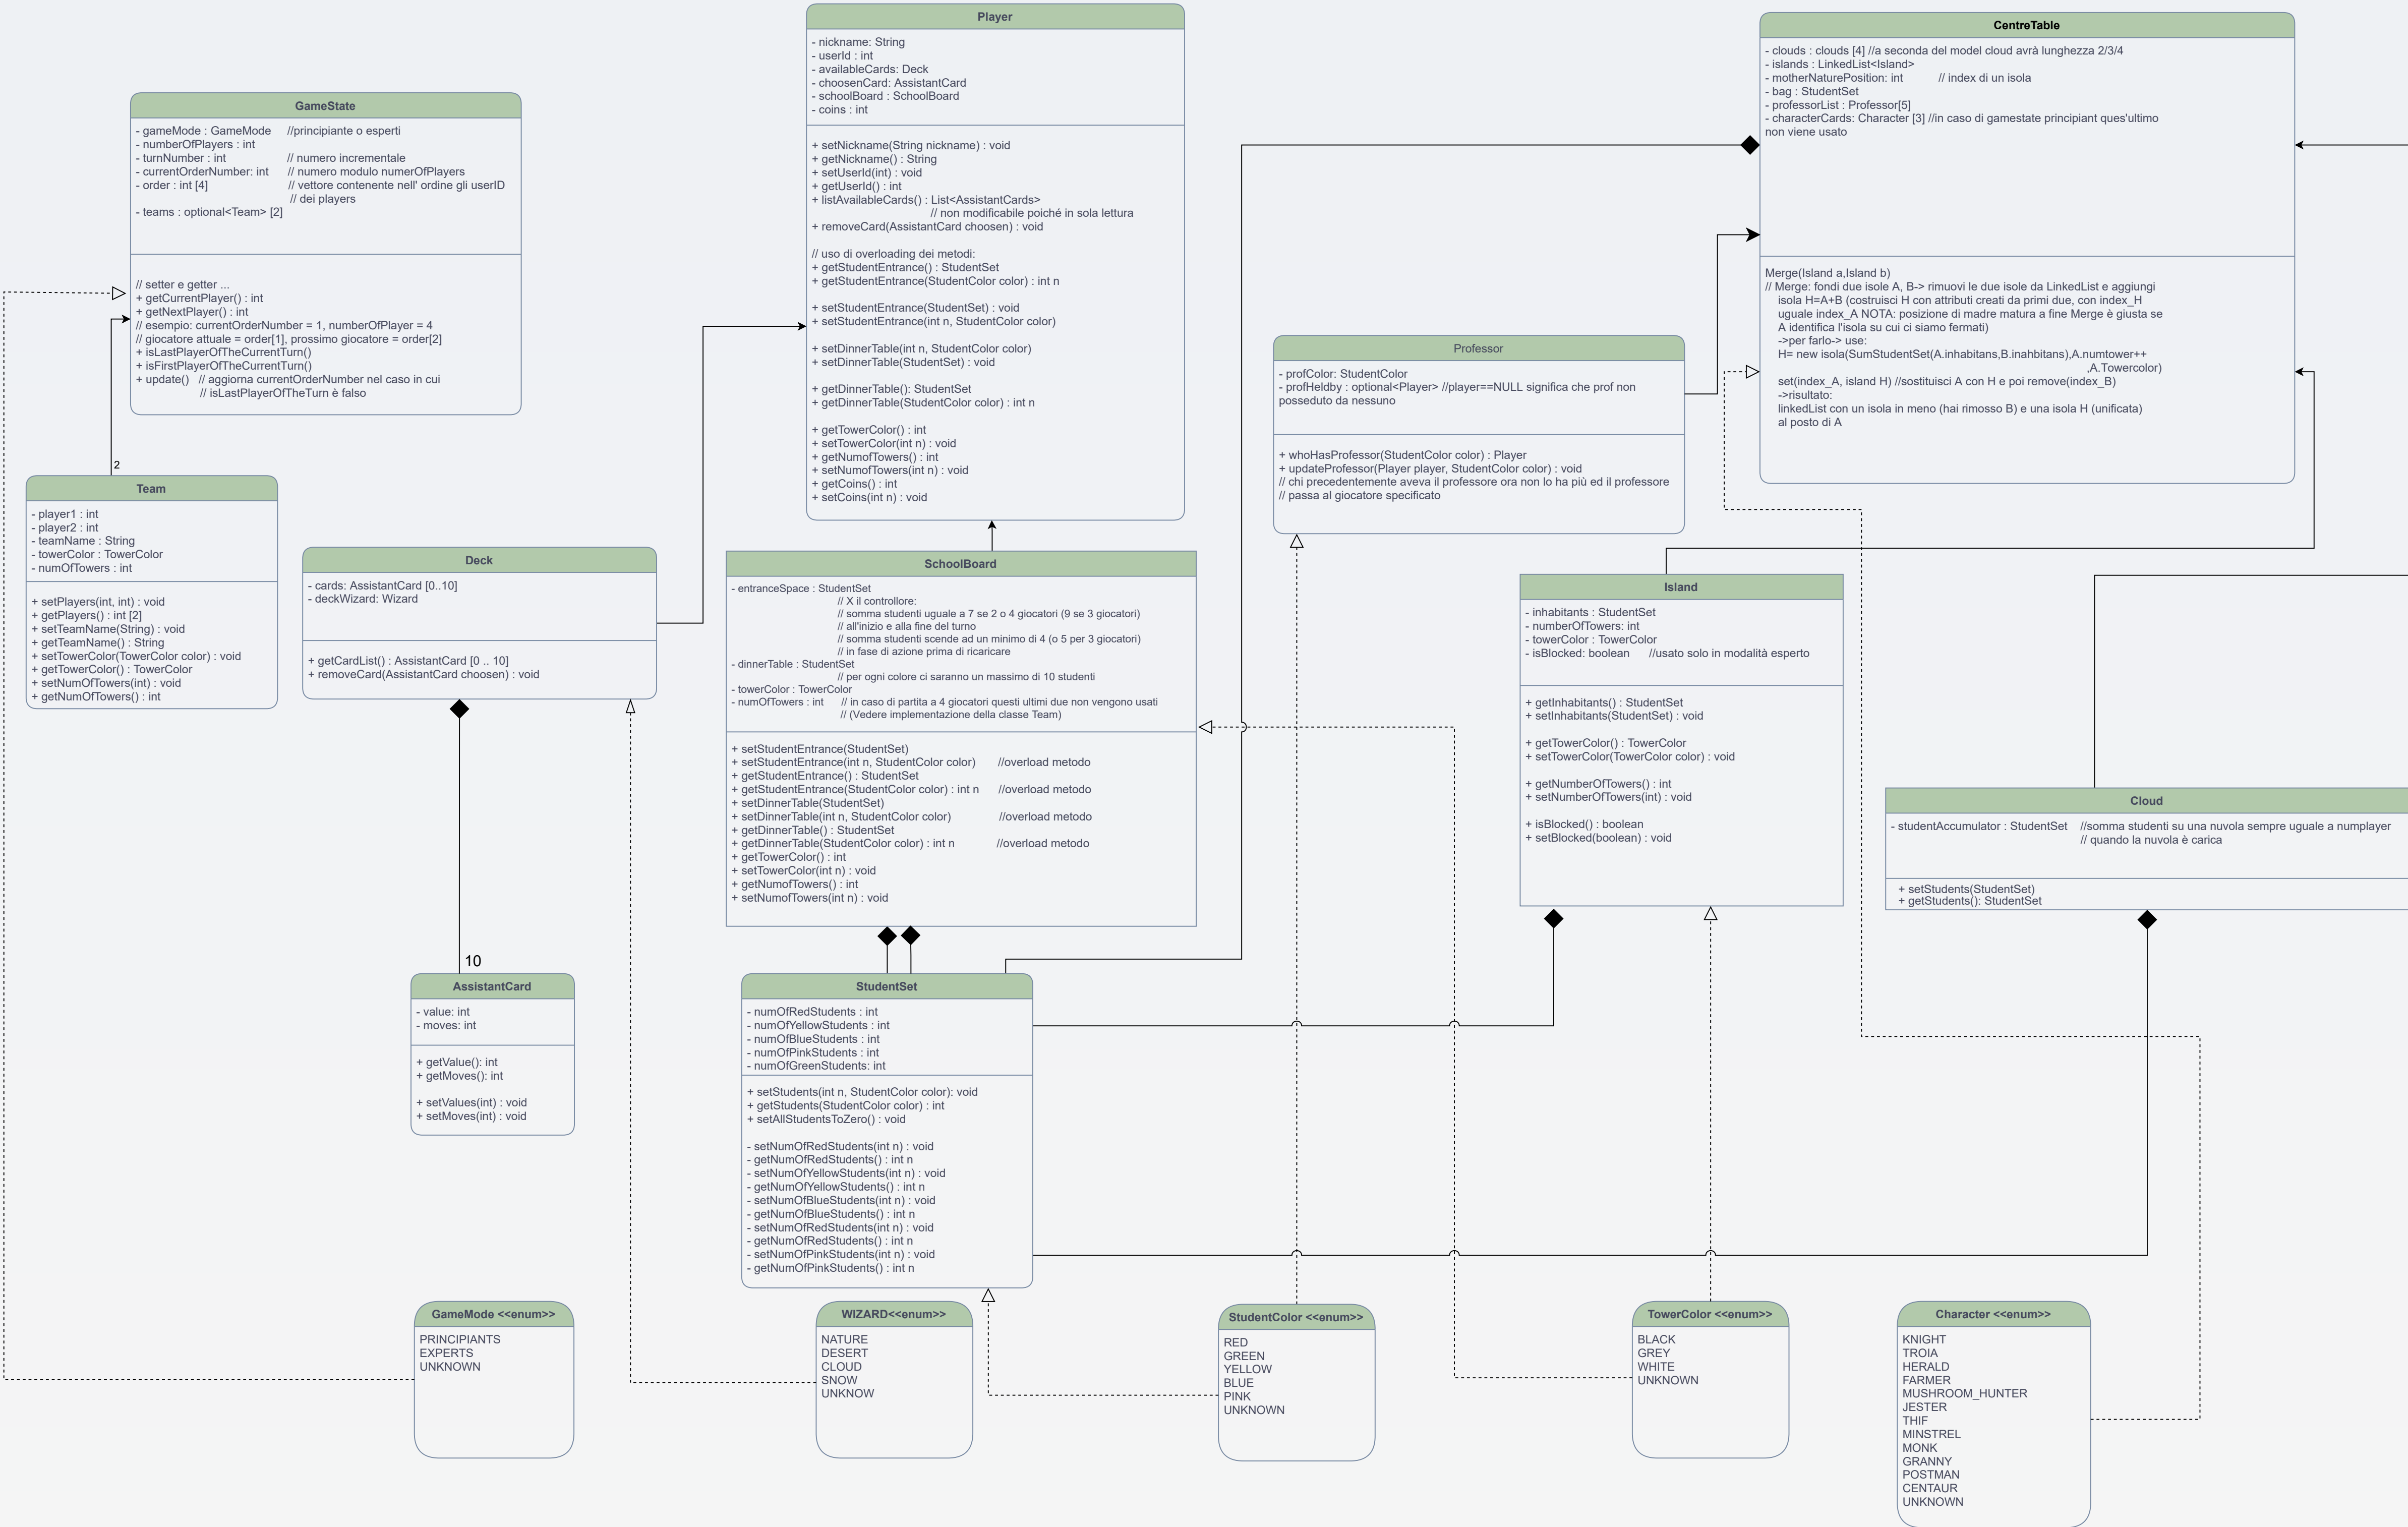 GameState
- gameMode : GameMode //principiante o esperti
- numberOfPlayers : int
- turnNumber : int // numero incrementale
- currentOrderNumber: int // numero modulo numerOfPlayers
- order : int [4] // vettore contenente nell' ordine gli userID
// dei players
- teams : optional<Team> [2]
// setter e getter ...
+ getCurrentPlayer() : int
+ getNextPlayer() : int
// esempio: currentOrderNumber = 1, numberOfPlayer = 4
// giocatore attuale = order[1], prossimo giocatore = order[2]
+ isLastPlayerOfTheCurrentTurn()
+ isFirstPlayerOfTheCurrentTurn()
+ update() // aggiorna currentOrderNumber nel caso in cui
// isLastPlayerOfTheTurn è falso
2
Team
- player1 : int
- player2 : int
- teamName : String
- towerColor : TowerColor
- numOfTowers : int
+ setPlayers(int, int) : void
+ getPlayers() : int [2]
+ setTeamName(String) : void
+ getTeamName() : String
+ setTowerColor(TowerColor color) : void
+ getTowerColor() : TowerColor
+ setNumOfTowers(int) : void
+ getNumOfTowers() : int
Deck
- cards: AssistantCard [0..10]
- deckWizard: Wizard
+ getCardList() : AssistantCard [0 .. 10]
+ removeCard(AssistantCard choosen) : void
10
AssistantCard
- value: int
- moves: int
+ getValue(): int
+ getMoves(): int
+ setValues(int) : void
+ setMoves(int) : void
Player
- nickname: String
- userId : int
- availableCards: Deck
- choosenCard: AssistantCard
- schoolBoard : SchoolBoard
- coins : int
+ setNickname(String nickname) : void
+ getNickname() : String
+ setUserId(int) : void
+ getUserId() : int
+ listAvailableCards() : List<AssistantCards>
// non modificabile poiché in sola lettura
+ removeCard(AssistantCard choosen) : void
// uso di overloading dei metodi:
+ getStudentEntrance() : StudentSet
+ getStudentEntrance(StudentColor color) : int n
+ setStudentEntrance(StudentSet) : void
+ setStudentEntrance(int n, StudentColor color)
+ setDinnerTable(int n, StudentColor color)
+ setDinnerTable(StudentSet) : void
+ getDinnerTable(): StudentSet
+ getDinnerTable(StudentColor color) : int n
+ getTowerColor() : int
+ setTowerColor(int n) : void
+ getNumofTowers() : int
+ setNumofTowers(int n) : void
+ getCoins() : int
+ setCoins(int n) : void
SchoolBoard
- entranceSpace : StudentSet
// X il controllore:
// somma studenti uguale a 7 se 2 o 4 giocatori (9 se 3 giocatori)
// all'inizio e alla fine del turno
// somma studenti scende ad un minimo di 4 (o 5 per 3 giocatori)
// in fase di azione prima di ricaricare
- dinnerTable : StudentSet
// per ogni colore ci saranno un massimo di 10 studenti
- towerColor : TowerColor
- numOfTowers : int // in caso di partita a 4 giocatori questi ultimi due non vengono usati
// (Vedere implementazione della classe Team)
+ setStudentEntrance(StudentSet)
+ setStudentEntrance(int n, StudentColor color) //overload metodo
+ getStudentEntrance() : StudentSet
+ getStudentEntrance(StudentColor color) : int n //overload metodo
+ setDinnerTable(StudentSet)
+ setDinnerTable(int n, StudentColor color) //overload metodo
+ getDinnerTable() : StudentSet
+ getDinnerTable(StudentColor color) : int n //overload metodo
+ getTowerColor() : int
+ setTowerColor(int n) : void
+ getNumofTowers() : int
+ setNumofTowers(int n) : void
StudentSet
- numOfRedStudents : int
- numOfYellowStudents : int
- numOfBlueStudents : int
- numOfPinkStudents : int
- numOfGreenStudents: int
+ setStudents(int n, StudentColor color): void
+ getStudents(StudentColor color) : int
+ setAllStudentsToZero() : void
- setNumOfRedStudents(int n) : void
- getNumOfRedStudents() : int n
- setNumOfYellowStudents(int n) : void
- getNumOfYellowStudents() : int n
- setNumOfBlueStudents(int n) : void
- getNumOfBlueStudents() : int n
- setNumOfRedStudents(int n) : void
- getNumOfRedStudents() : int n
- setNumOfPinkStudents(int n) : void
- getNumOfPinkStudents() : int n
CentreTable
- clouds : clouds [4] //a seconda del model cloud avrà lunghezza 2/3/4
- islands : LinkedList<Island>
- motherNaturePosition: int // index di un isola
- bag : StudentSet
- professorList : Professor[5]
- characterCards: Character [3] //in caso di gamestate principiant ques'ultimo
non viene usato
Merge(Island a,Island b)
// Merge: fondi due isole A, B-> rimuovi le due isole da LinkedList e aggiungi
isola H=A+B (costruisci H con attributi creati da primi due, con index_H
uguale index_A NOTA: posizione di madre matura a fine Merge è giusta se
A identifica l'isola su cui ci siamo fermati)
->per farlo-> use:
H= new isola(SumStudentSet(A.inhabitans,B.inahbitans),A.numtower++
,A.Towercolor)
set(index_A, island H) //sostituisci A con H e poi remove(index_B)
->risultato:
linkedList con un isola in meno (hai rimosso B) e una isola H (unificata)
al posto di A
Professor
- profColor: StudentColor
- profHeldby : optional<Player> //player==NULL significa che prof non
posseduto da nessuno
+ whoHasProfessor(StudentColor color) : Player
+ updateProfessor(Player player, StudentColor color) : void
// chi precedentemente aveva il professore ora non lo ha più ed il professore
// passa al giocatore specificato
Island
- inhabitants : StudentSet
- numberOfTowers: int
- towerColor : TowerColor
- isBlocked: boolean //usato solo in modalità esperto
+ getInhabitants() : StudentSet
+ setInhabitants(StudentSet) : void
+ getTowerColor() : TowerColor
+ setTowerColor(TowerColor color) : void
+ getNumberOfTowers() : int
+ setNumberOfTowers(int) : void
+ isBlocked() : boolean
+ setBlocked(boolean) : void
Cloud
- studentAccumulator : StudentSet //somma studenti su una nuvola sempre uguale a numplayer
// quando la nuvola è carica
+ setStudents(StudentSet)
+ getStudents(): StudentSet
GameMode <<enum>>
PRINCIPIANTS
EXPERTS
UNKNOWN
WIZARD<<enum>>
NATURE
DESERT
CLOUD
SNOW
UNKNOW
StudentColor <<enum>>
RED
GREEN
YELLOW
BLUE
PINK
UNKNOWN
TowerColor <<enum>>
BLACK
GREY
WHITE
UNKNOWN
Character <<enum>>
KNIGHT
TROIA
HERALD
FARMER
MUSHROOM_HUNTER
JESTER
THIF
MINSTREL
MONK
GRANNY
POSTMAN
CENTAUR
UNKNOWN